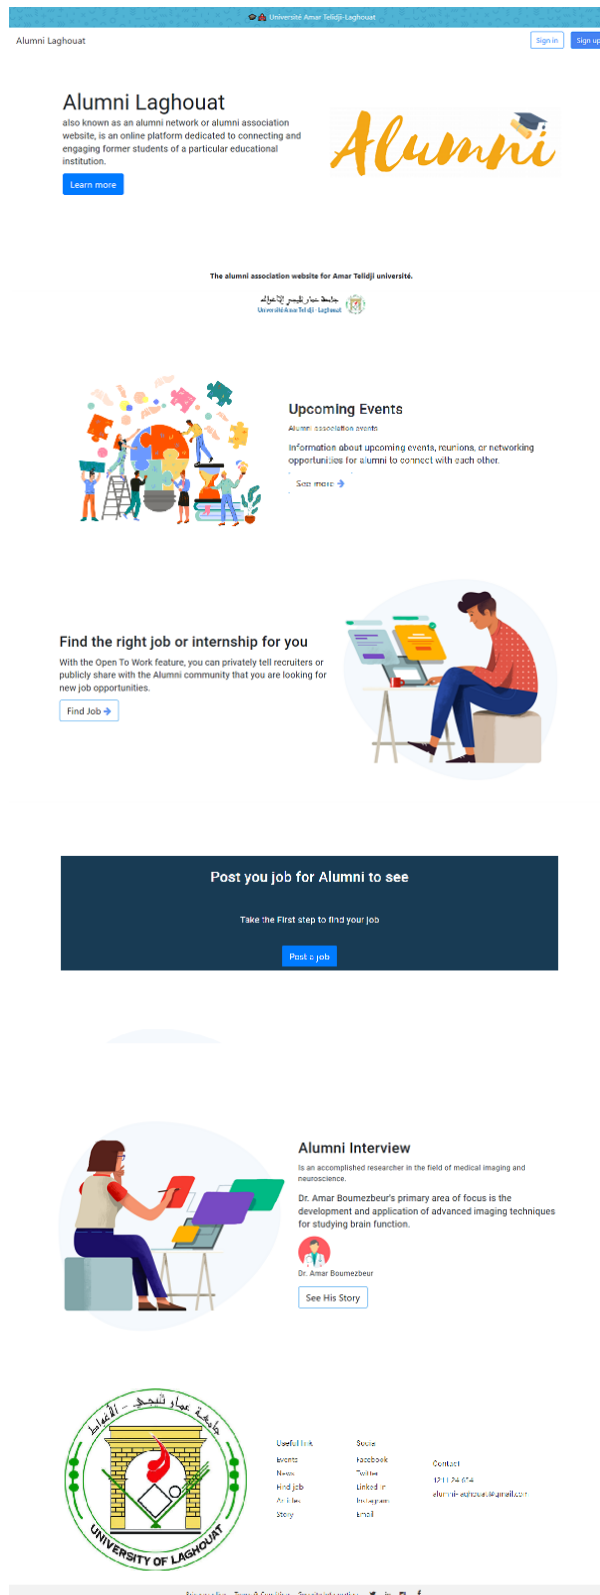 Université Amar Telidji-Laghouat
Alumni Laghouat
Sign in
Sign up
Alumni Laghouat
also known as an alumni network or alumni association
website, is an online platform dedicated to connecting and
engaging former students of a particular educational
institution.
Learn more
Alumni
The alumni association website for Amar Telidji université.
Université Amar Telidji - Laghouat
Upcoming Events
Alumni association events
Information about upcoming events, reunions, or networking
opportunities for alumni to connect with each other.
See more
Find the right job or internship for you
With the Open To Work feature, you can privately tell recruiters or
publicly share with the Alumni community that you are looking for
new job opportunities.
Find Job
Post you job for Alumni to see
Take the First step to find your job
Post a job
Alumni Interview
Is an accomplished researcher in the field of medical imaging and
neuroscience.
Dr. Amar Boumezbeur's primary area of focus is the
development and application of advanced imaging techniques
for studying brain function.
Dr. Amar Boumezbeur
See His Story
جامعة عمار ثليجي - الأغواط
UNIVERSITY OF LAGHOUAT
Useful link
Events
News
Find job
Articles
Story
Social
Facebook
Twitter
Linked in
Instagram
Email
Contact